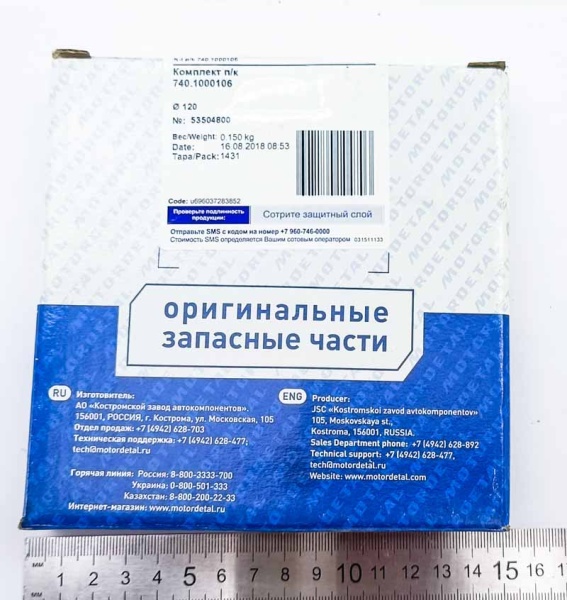 Комплект п/к
740.1000106
Ø 120
№: 53504800
Вес/Weight: 0.150 kg
Date: 16.08.2018 08:53
Тара/Pack: 1431
Code: u696037283852
Проверьте подлинность продукции:
Сотрите защитный слой
Отправьте SMS с кодом на номер +7 960-746-0000
Стоимость SMS определяется Вашим сотовым оператором 031511133
MOTORDETAL
оригинальные
запасные части
RU Изготовитель:
АО «Костромской завод автокомпонентов».
156001, РОССИЯ, г. Кострома, ул. Московская, 105
Отдел продаж: +7 (4942) 628-703
Техническая поддержка: +7 (4942) 628-477;
tech@motordetal.ru
Горячая линия: Россия: 8-800-3333-700
Украина: 0-800-501-333
Казахстан: 8-800-200-22-33
Интернет-магазин: www.motordetal.ru
ENG Producer:
JSC «Kostromskoi zavod avtokomponentov»
105, Moskovskaya st.,
Kostroma, 156001, RUSSIA.
Sales Department phone: +7 (4942) 628-892
Technical support: +7 (4942) 628-477,
tech@motordetal.ru
Website: www.motordetal.com
мм 1 2 3 4 5 6 7 8 9 10 11 12 13 14 15 16